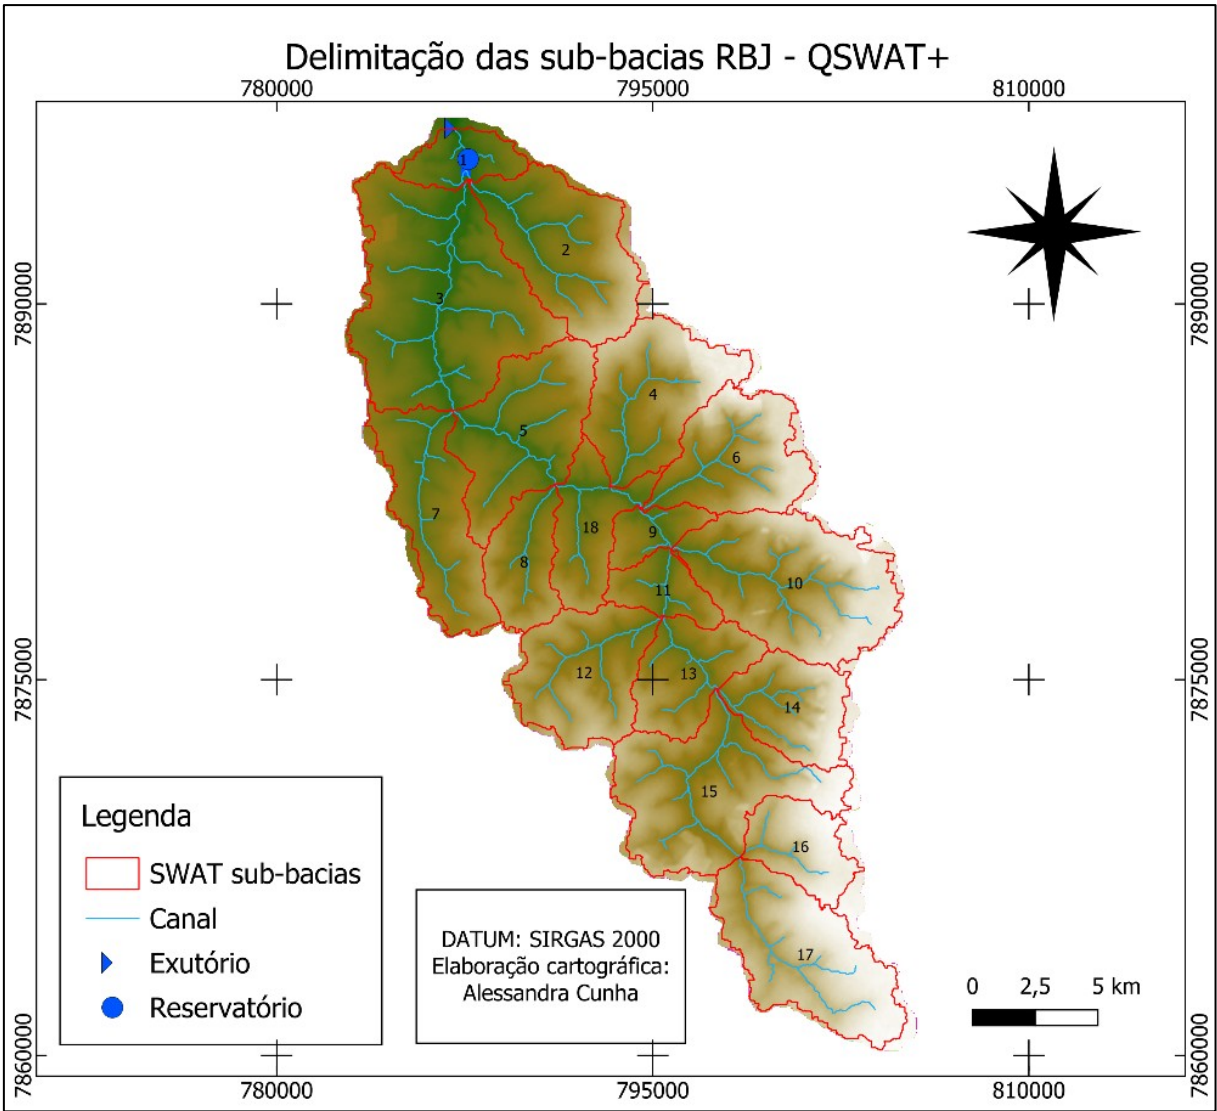 Delimitação das sub-bacias RBJ - QSWAT+
780000 795000 810000
7890000 7890000
7875000 7875000
7860000 7860000
1
2
3
4
5
6
7
8
18
9
10
11
12
13
14
15
16
17
Legenda
SWAT sub-bacias
Canal
Exutório
Reservatório
DATUM: SIRGAS 2000
Elaboração cartográfica:
Alessandra Cunha
0 2,5 5 km
780000 795000 810000